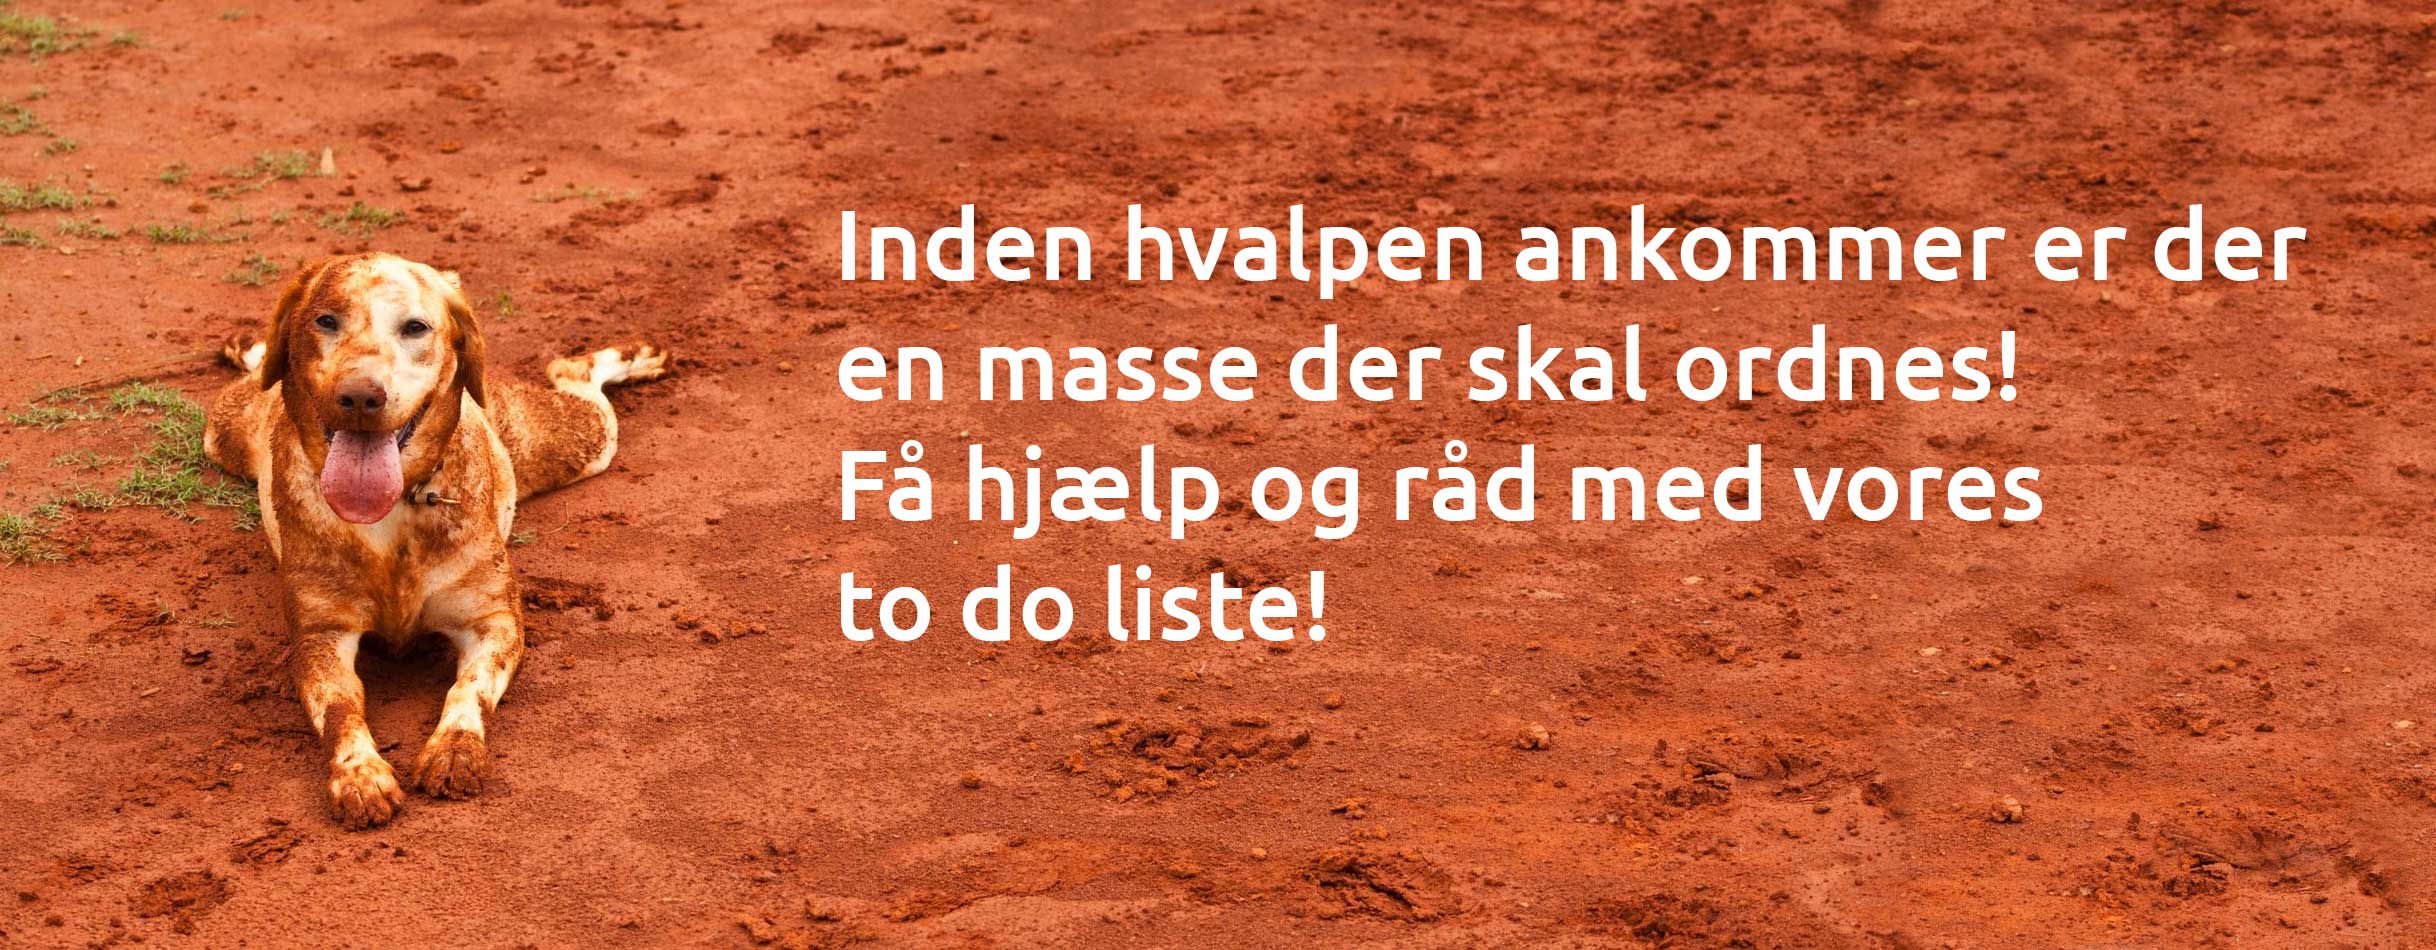 Inden hvalpen ankommer er der
en masse der skal ordnes!
Få hjælp og råd med vores
to do liste!